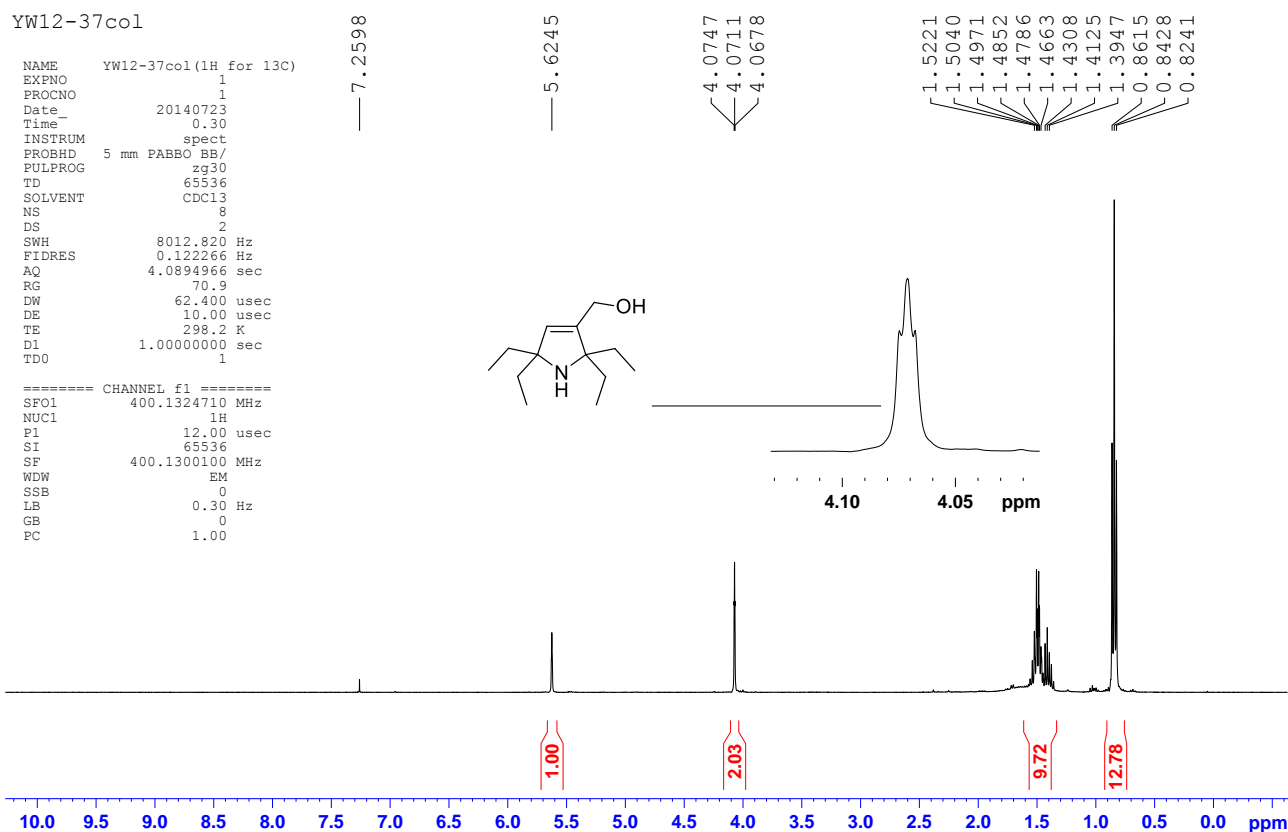 YW12-37col
NAME YW12-37col(1H for 13C)
EXPNO 1
PROCNO 1
Date_ 20140723
Time 0.30
INSTRUM spect
PROBHD 5 mm PABBO BB/
PULPROG zg30
TD 65536
SOLVENT CDCl3
NS 8
DS 2
SWH 8012.820 Hz
FIDRES 0.122266 Hz
AQ 4.0894966 sec
RG 70.9
DW 62.400 usec
DE 10.00 usec
TE 298.2 K
D1 1.00000000 sec
TD0 1
======== CHANNEL f1 ========
SFO1 400.1324710 MHz
NUC1 1H
P1 12.00 usec
SI 65536
SF 400.1300100 MHz
WDW EM
SSB 0
LB 0.30 Hz
GB 0
PC 1.00
7.2598
5.6245
4.0747
4.0711
4.0678
1.5221
1.5040
1.4971
1.4852
1.4786
1.4663
1.4308
1.4125
1.3947
0.8615
0.8428
0.8241
OH
N
H
4.10 4.05 ppm
1.00 2.03 9.72 12.78
10.0 9.5 9.0 8.5 8.0 7.5 7.0 6.5 6.0 5.5 5.0 4.5 4.0 3.5 3.0 2.5 2.0 1.5 1.0 0.5 0.0 ppm